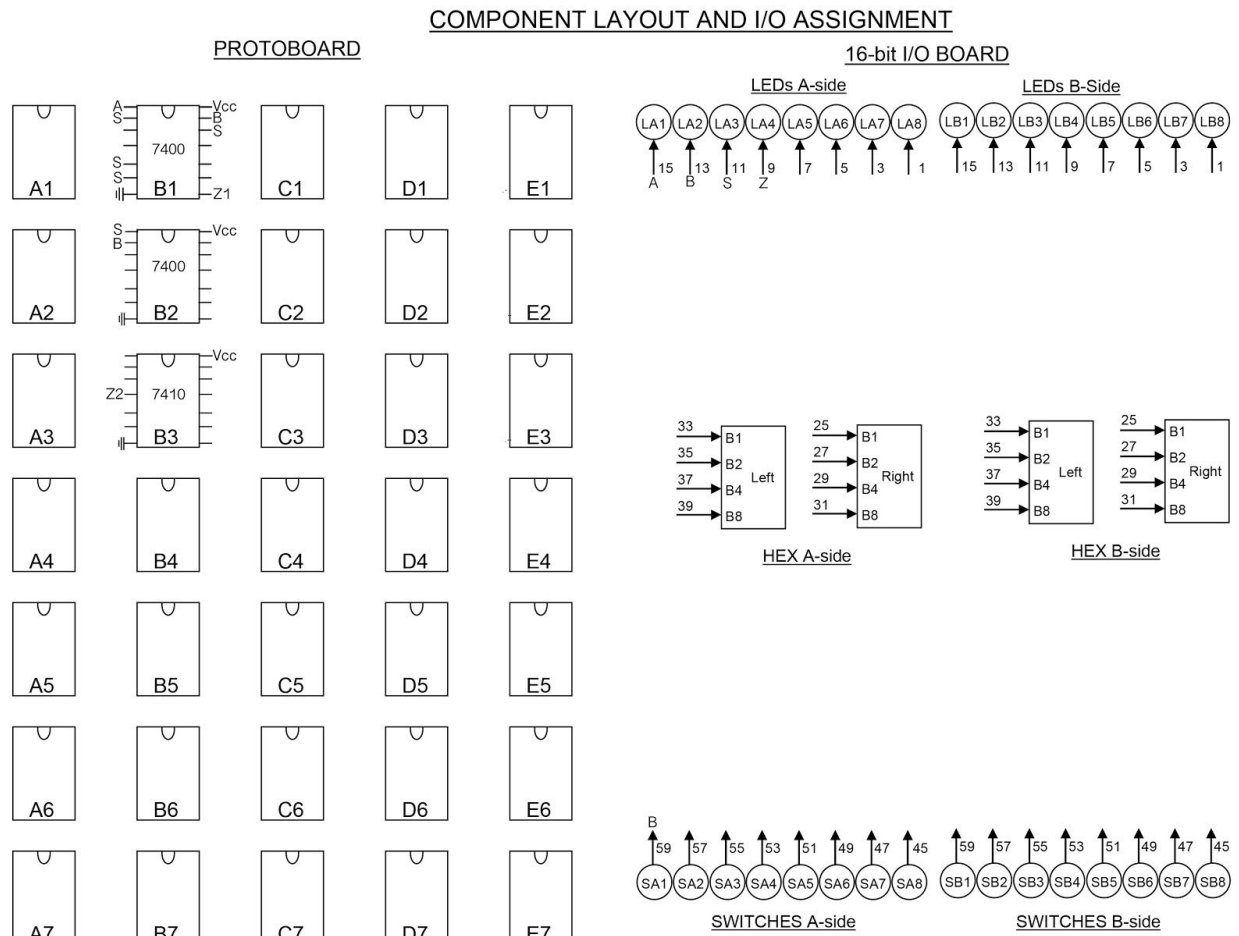 COMPONENT LAYOUT AND I/O ASSIGNMENT
PROTOBOARD
16-bit I/O BOARD
LEDs A-side
LEDs B-Side
A Vcc
S B
S
7400
S
S
A1 B1 Z1 C1 D1 E1
LA1 LA2 LA3 LA4 LA5 LA6 LA7 LA8 LB1 LB2 LB3 LB4 LB5 LB6 LB7 LB8
15 13 11 9 7 5 3 1 15 13 11 9 7 5 3 1
A B S Z
S Vcc
B
7400
A2 B2 C2 D2 E2
Vcc
Z2 7410
A3 B3 C3 D3 E3
33 B1
35 B2
37 B4
39 B8
Left
25 B1
27 B2
29 B4
31 B8
Right
HEX A-side
33 B1
35 B2
37 B4
39 B8
Left
25 B1
27 B2
29 B4
31 B8
Right
HEX B-side
A4 B4 C4 D4 E4
A5 B5 C5 D5 E5
A6 B6 C6 D6 E6
A7 B7 C7 D7 E7
B
59 57 55 53 51 49 47 45 59 57 55 53 51 49 47 45
SA1 SA2 SA3 SA4 SA5 SA6 SA7 SA8 SB1 SB2 SB3 SB4 SB5 SB6 SB7 SB8
SWITCHES A-side
SWITCHES B-side